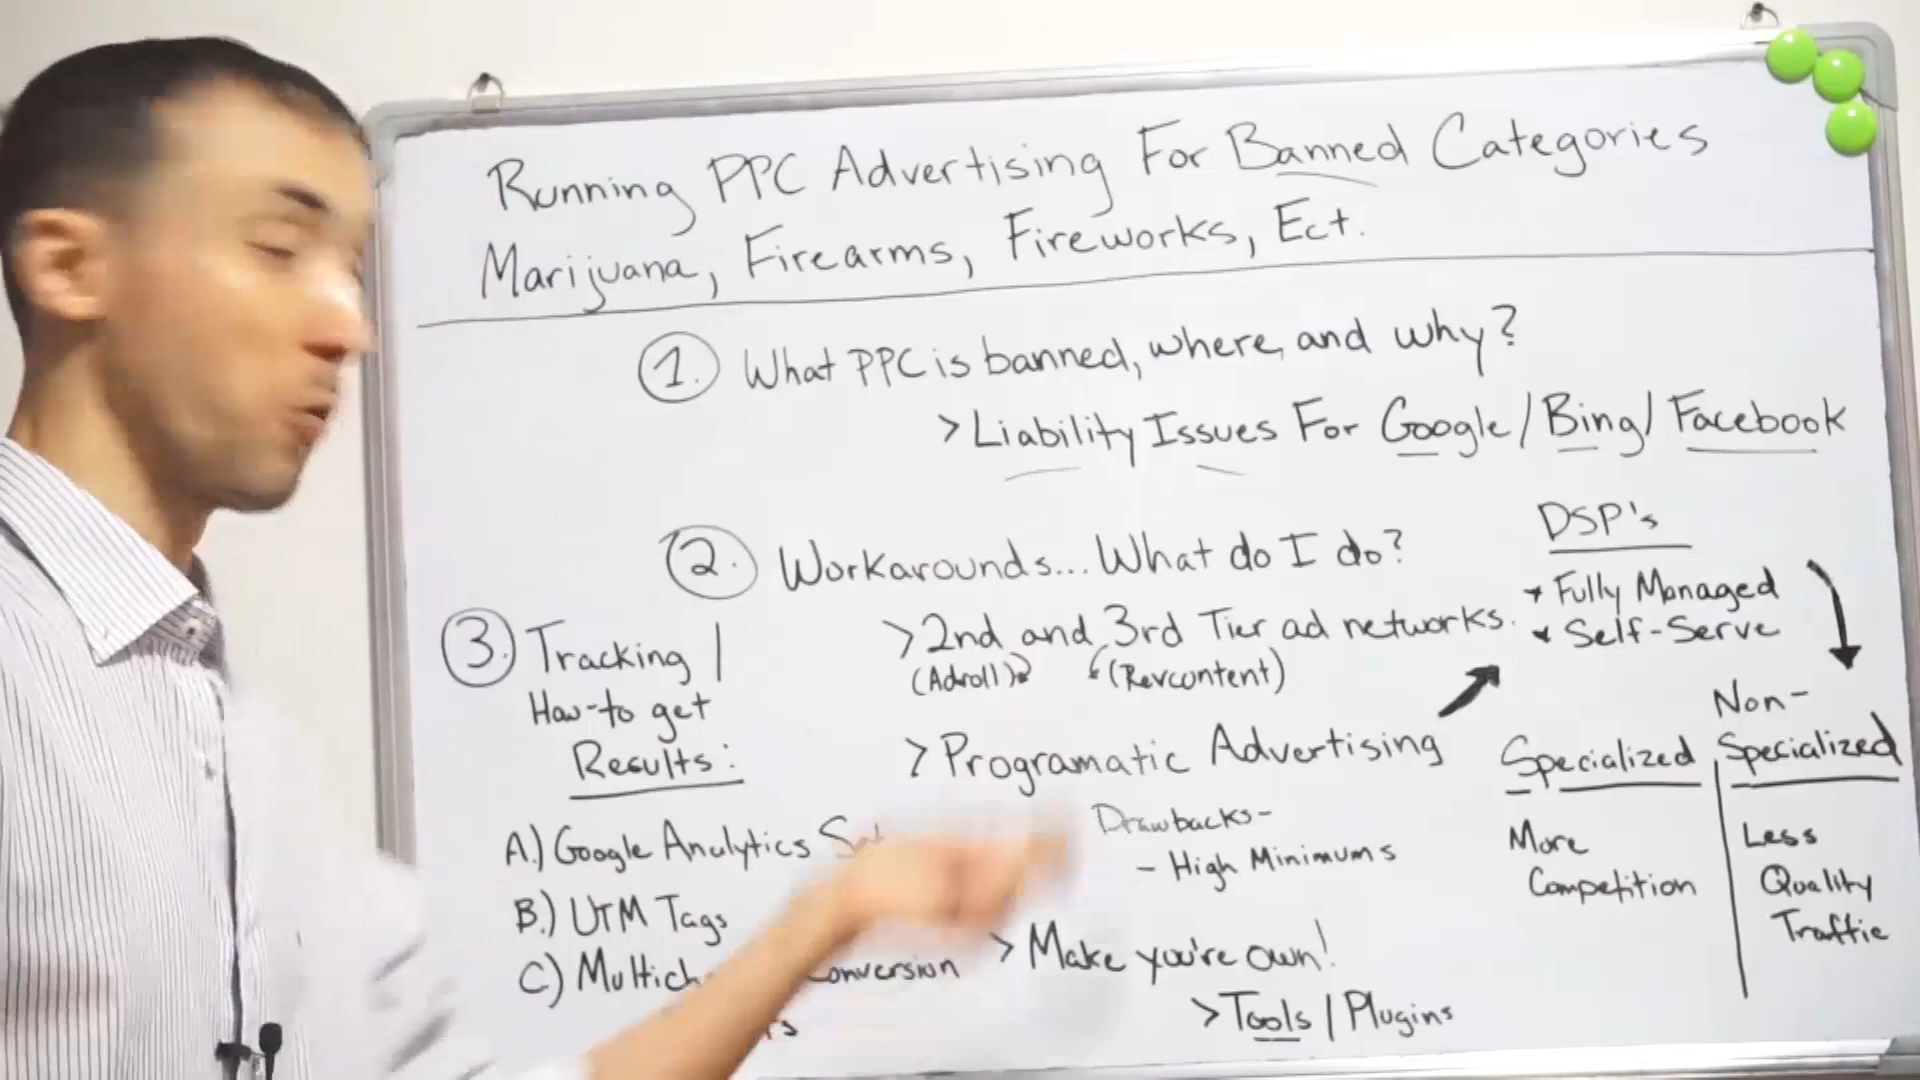 Running PPC Advertising For Banned Categories
Marijuana, Firearms, Fireworks, Ect.
1. What PPC is banned, where, and why?
> Liability Issues For Google/Bing/Facebook
2. Workarounds... What do I do?
> 2nd and 3rd Tier ad networks.
(Adroll) (Revcontent)
> Programatic Advertising
Drawbacks-
- High Minimums
> Make you're own!
> Tools / Plugins
DSP's
Fully Managed
Self-Serve
Specialized
More
Competition
Non-
Specialized
Less
Quality
Traffic
3. Tracking /
How-to get
Results:
A.) Google Analytics
B.) UTM Tags
C.) Conversion